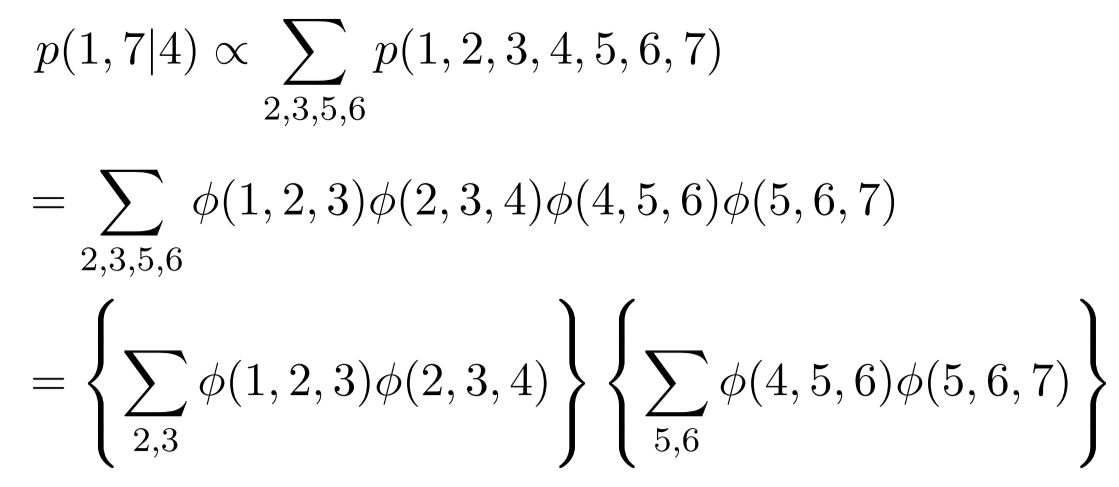 p(1, 7|4) ∝ ∑_{2,3,5,6} p(1, 2, 3, 4, 5, 6, 7)
= ∑_{2,3,5,6} ϕ(1, 2, 3)ϕ(2, 3, 4)ϕ(4, 5, 6)ϕ(5, 6, 7)
= { ∑_{2,3} ϕ(1, 2, 3)ϕ(2, 3, 4) } { ∑_{5,6} ϕ(4, 5, 6)ϕ(5, 6, 7) }